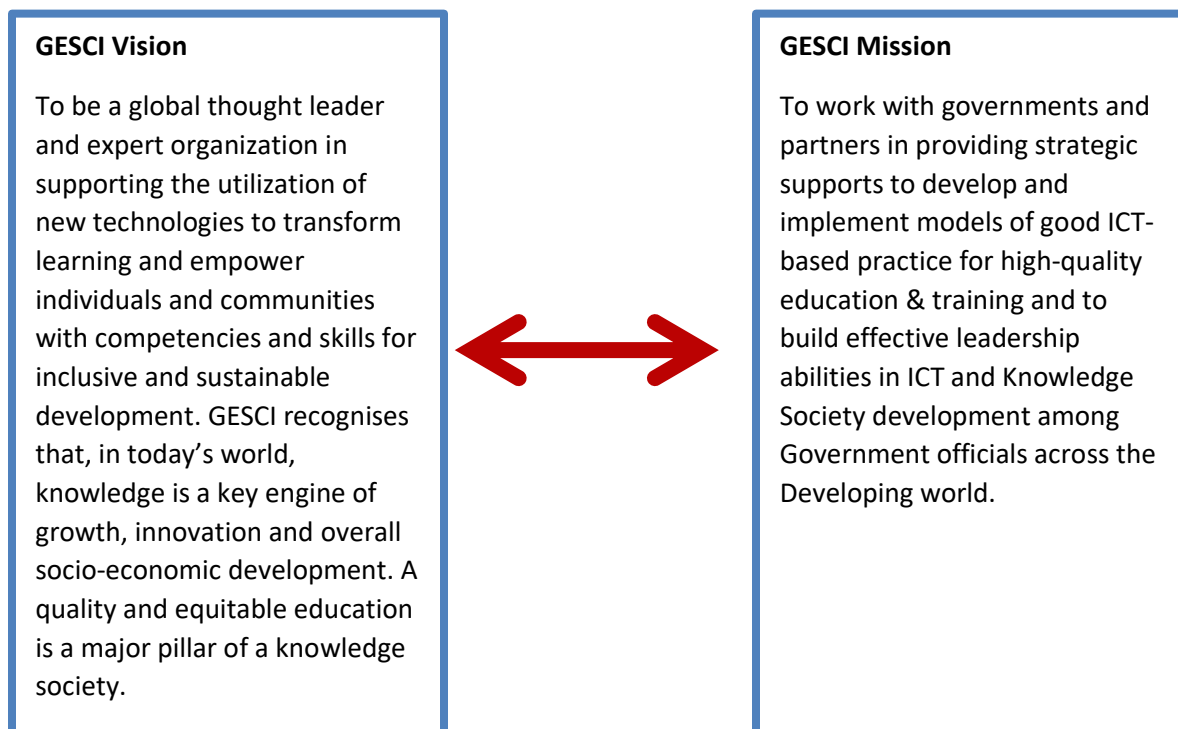 GESCI Vision
To be a global thought leader
and expert organization in
supporting the utilization of
new technologies to transform
learning and empower
individuals and communities
with competencies and skills for
inclusive and sustainable
development. GESCI recognises
that, in today’s world,
knowledge is a key engine of
growth, innovation and overall
socio-economic development. A
quality and equitable education
is a major pillar of a knowledge
society.
GESCI Mission
To work with governments and
partners in providing strategic
supports to develop and
implement models of good ICT-
based practice for high-quality
education & training and to
build effective leadership
abilities in ICT and Knowledge
Society development among
Government officials across the
Developing world.